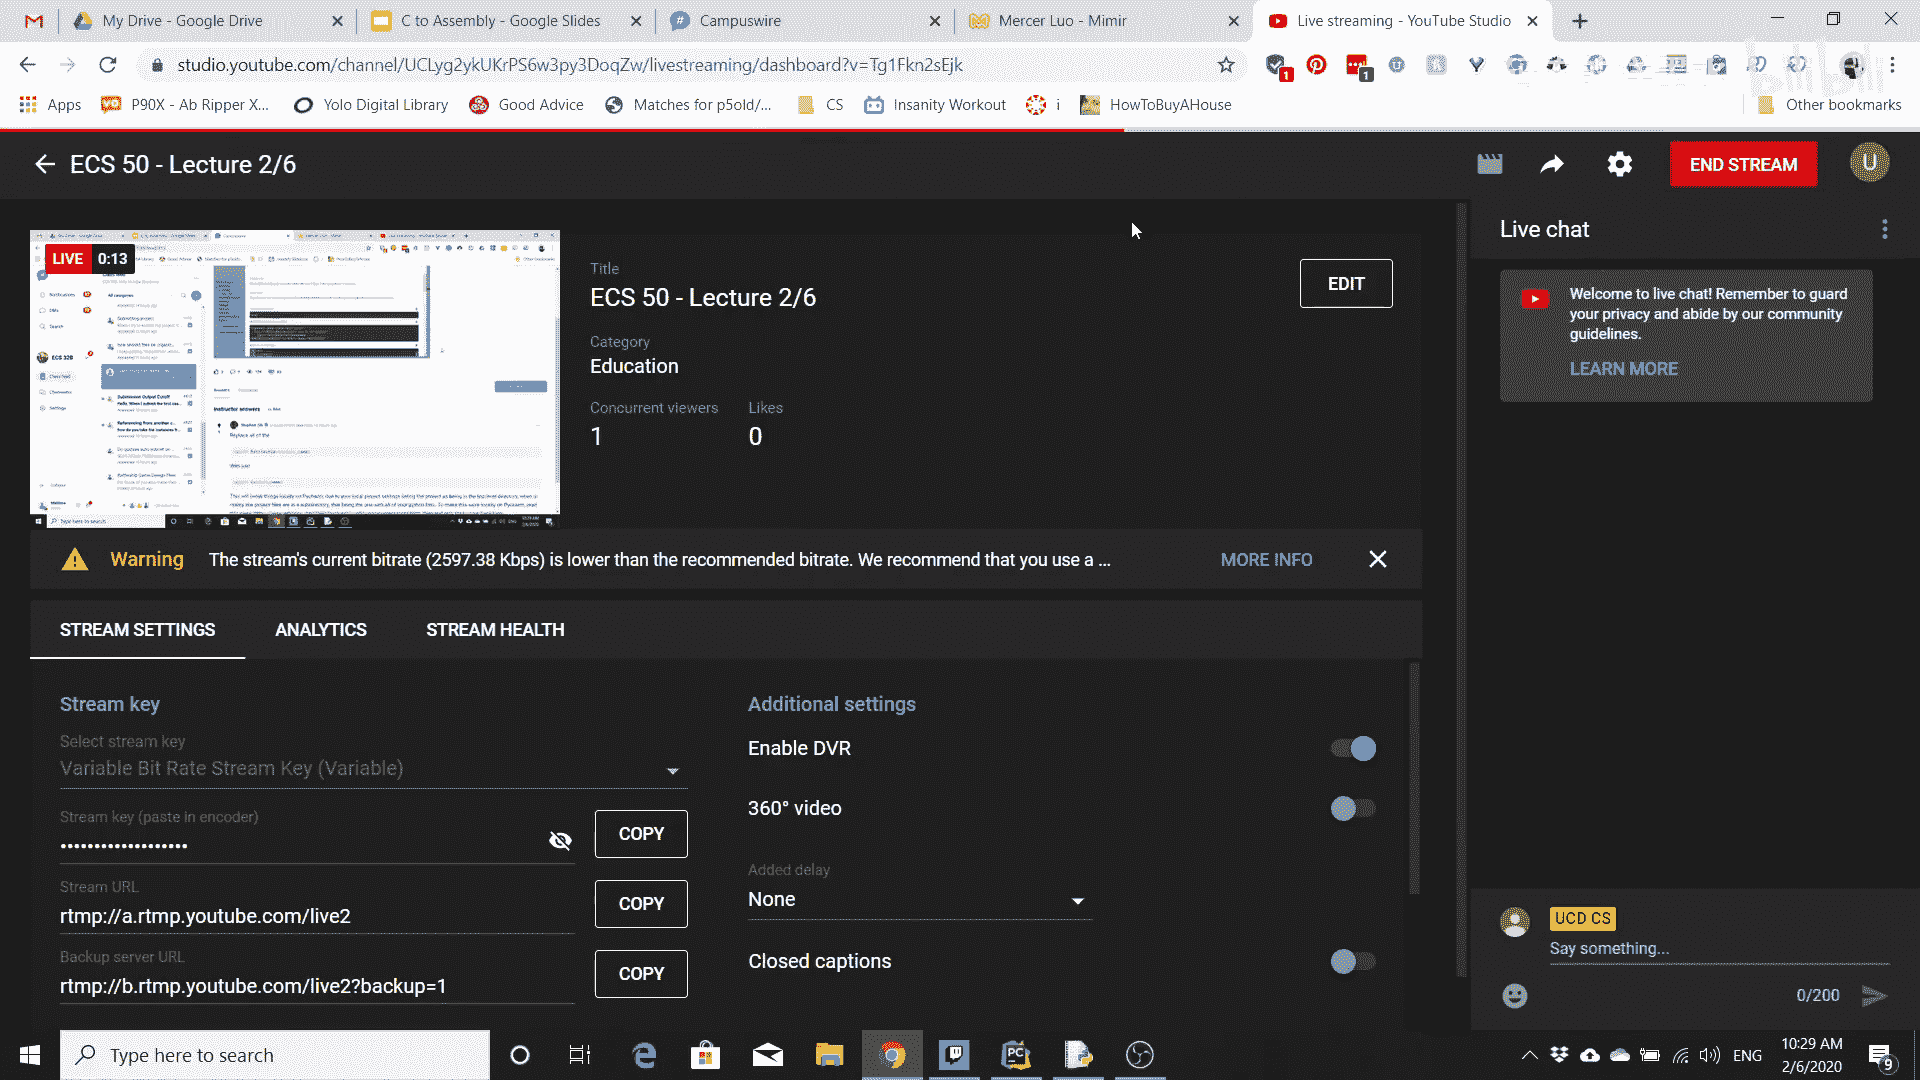 My Drive - Google Drive
C to Assembly - Google Slides
Campuswire
Mercer Luo - Mimir
Live streaming - YouTube Studio
studio.youtube.com/channel/UCLyg2ykUKrPS6w3py3DoqZw/livestreaming/dashboard?v=Tg1Fkn2sEjk
1
1
Apps
P90X - Ab Ripper X...
Yolo Digital Library
Good Advice
Matches for p5old/...
CS
Insanity Workout
i
HowToBuyAHouse
Other bookmarks
bilibili
ECS 50 - Lecture 2/6
END STREAM
U
LIVE 0:13
Title
ECS 50 - Lecture 2/6
EDIT
Category
Education
Concurrent viewers
Likes
1
0
Live chat
Welcome to live chat! Remember to guard
your privacy and abide by our community
guidelines.
LEARN MORE
Warning
The stream's current bitrate (2597.38 Kbps) is lower than the recommended bitrate. We recommend that you use a ...
MORE INFO
STREAM SETTINGS
ANALYTICS
STREAM HEALTH
Stream key
Select stream key
Variable Bit Rate Stream Key (Variable)
Stream key (paste in encoder)
•••••••••••••••••••
COPY
Stream URL
rtmp://a.rtmp.youtube.com/live2
COPY
Backup server URL
rtmp://b.rtmp.youtube.com/live2?backup=1
COPY
Additional settings
Enable DVR
360° video
Added delay
None
Closed captions
UCD CS
Say something...
0/200
Type here to search
PC
ENG
10:29 AM
2/6/2020
9